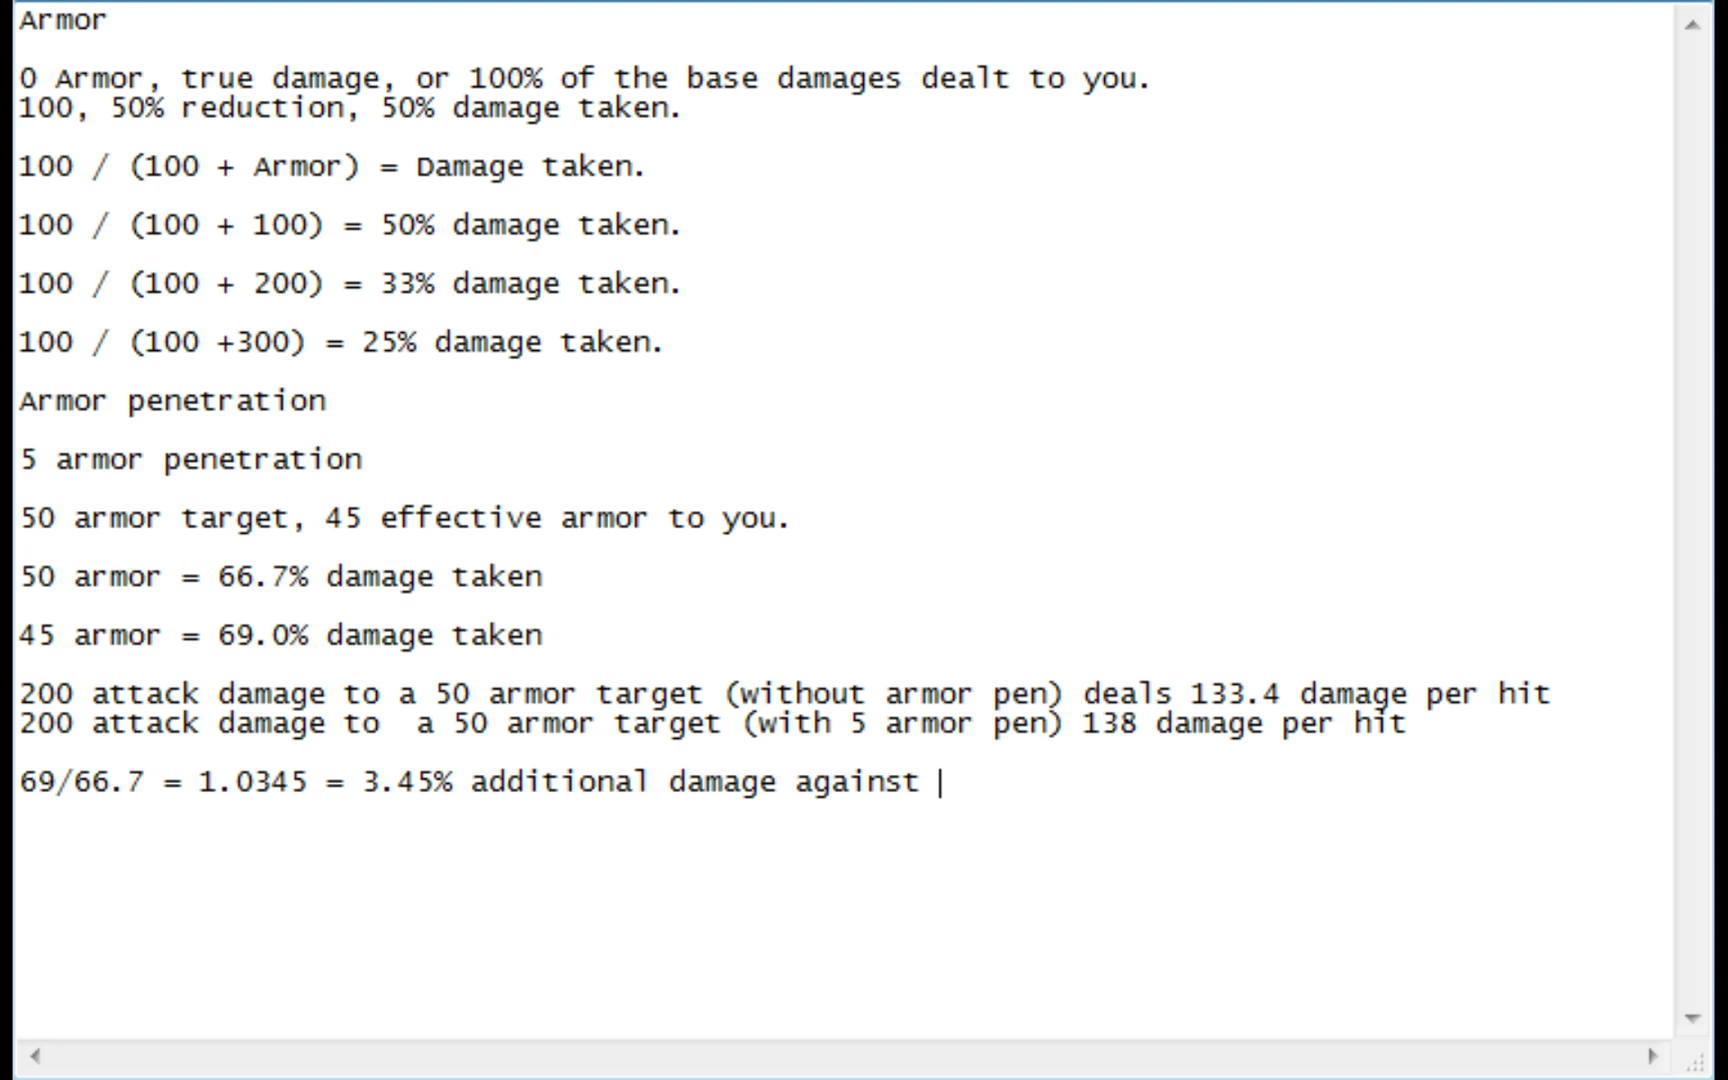 Armor
0 Armor, true damage, or 100% of the base damages dealt to you.
100, 50% reduction, 50% damage taken.
100 / (100 + Armor) = Damage taken.
100 / (100 + 100) = 50% damage taken.
100 / (100 + 200) = 33% damage taken.
100 / (100 +300) = 25% damage taken.
Armor penetration
5 armor penetration
50 armor target, 45 effective armor to you.
50 armor = 66.7% damage taken
45 armor = 69.0% damage taken
200 attack damage to a 50 armor target (without armor pen) deals 133.4 damage per hit
200 attack damage to  a 50 armor target (with 5 armor pen) 138 damage per hit
69/66.7 = 1.0345 = 3.45% additional damage against